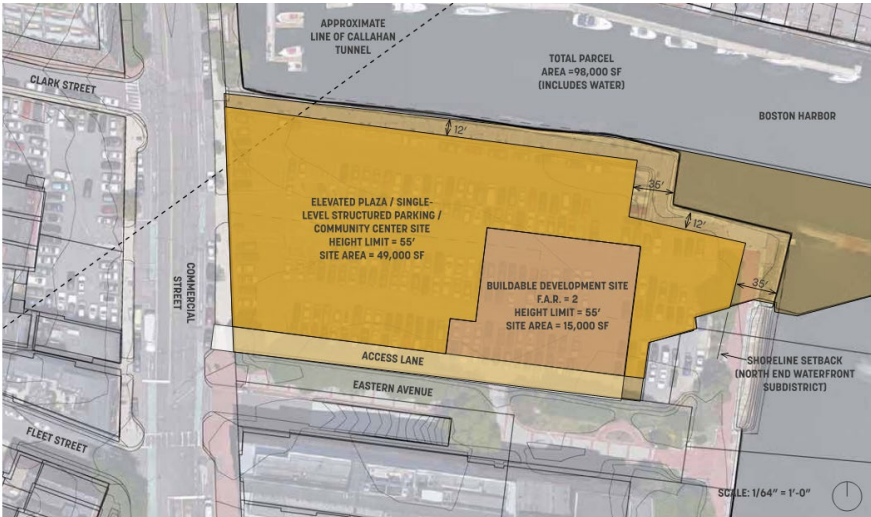 APPROXIMATE
LINE OF CALLAHAN
TUNNEL
TOTAL PARCEL
AREA =98,000 SF
(INCLUDES WATER)
BOSTON HARBOR
CLARK STREET
12'
35'
12'
35'
ELEVATED PLAZA / SINGLE-
LEVEL STRUCTURED PARKING /
COMMUNITY CENTER SITE
HEIGHT LIMIT = 55'
SITE AREA = 49,000 SF
COMMERCIAL
STREET
BUILDABLE DEVELOPMENT SITE
F.A.R. = 2
HEIGHT LIMIT = 55'
SITE AREA = 15,000 SF
ACCESS LANE
EASTERN AVENUE
SHORELINE SETBACK
(NORTH END WATERFRONT
SUBDISTRICT)
FLEET STREET
SCALE: 1/64" = 1'-0"